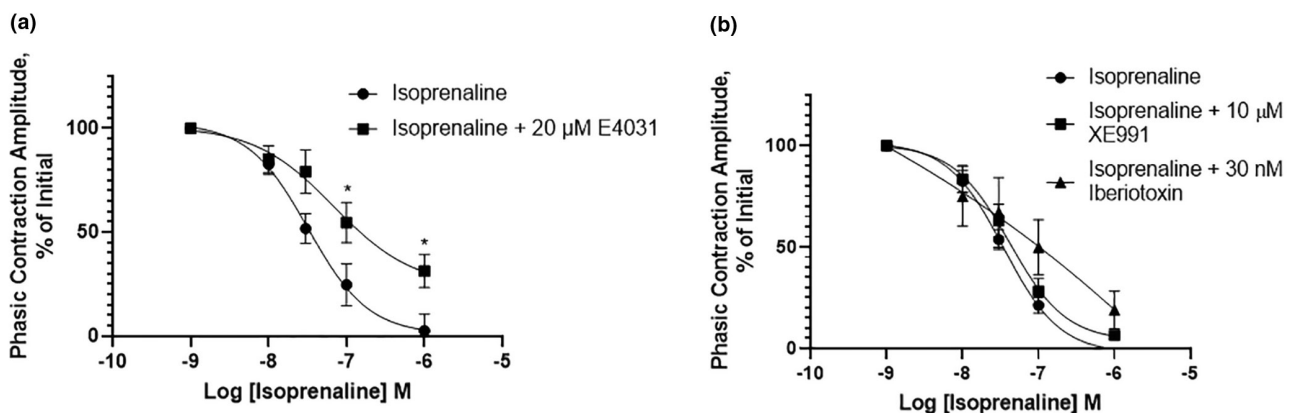 (a)
Phasic Contraction Amplitude,
% of Initial
100
50
0
-10
-9
-8
-7
-6
-5
Log [Isoprenaline] M
Isoprenaline
Isoprenaline + 20 µM E4031
*
*
(b)
Phasic Contraction Amplitude,
% of Initial
100
50
0
-10
-9
-8
-7
-6
-5
Log [Isoprenaline] M
Isoprenaline
Isoprenaline + 10 µM
XE991
Isoprenaline + 30 nM
Iberiotoxin